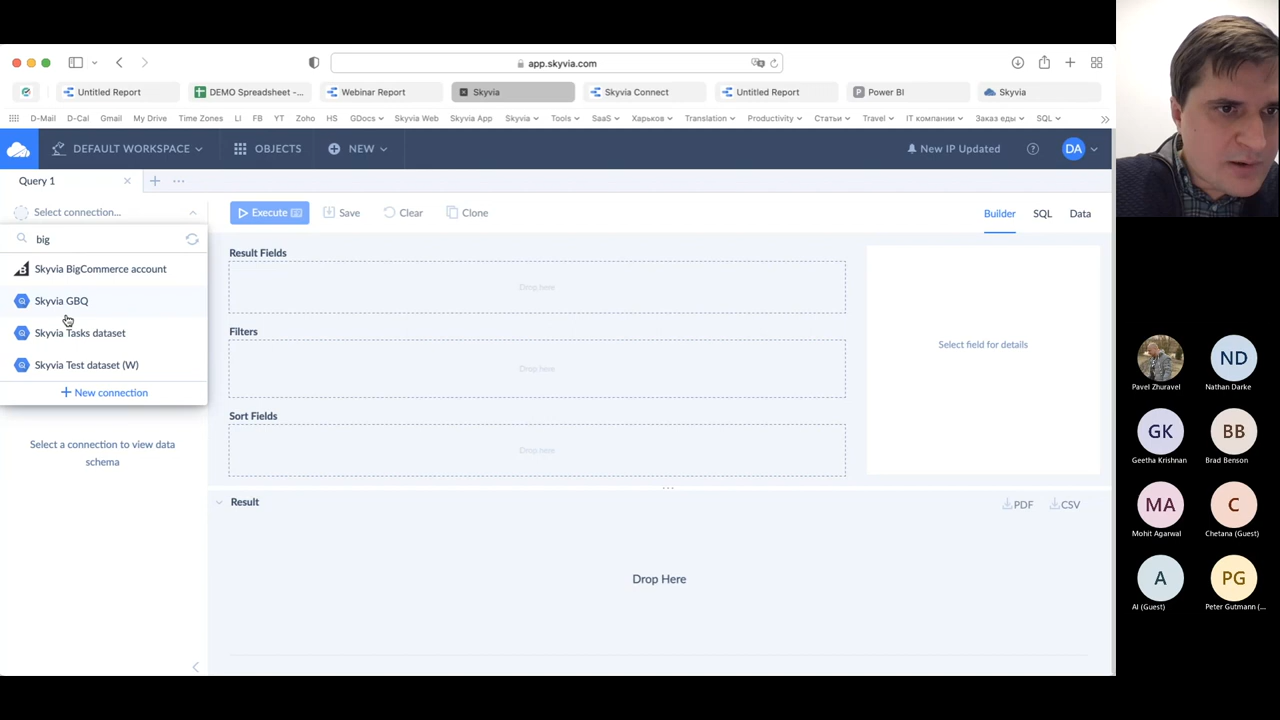 app.skyvia.com
Untitled Report
DEMO Spreadsheet -...
Webinar Report
Skyvia
Skyvia Connect
Untitled Report
Power BI
Skyvia
D-Mail
D-Cal
Gmail
My Drive
Time Zones
LI
FB
YT
Zoho
HS
GDocs
Skyvia Web
Skyvia App
Skyvia
Tools
SaaS
Харьков
Translation
Productivity
Статьи
Travel
IT компании
Заказ еды
SQL
DEFAULT WORKSPACE
OBJECTS
NEW
New IP Updated
DA
Query 1
Select connection...
Execute
Save
Clear
Clone
Builder
SQL
Data
big
Skyvia BigCommerce account
Skyvia GBQ
Skyvia Tasks dataset
Skyvia Test dataset (W)
New connection
Select a connection to view data
schema
Result Fields
Drop here
Filters
Drop here
Sort Fields
Drop here
Select field for details
Result
PDF
CSV
Drop Here
Pavel Zhuravel
ND
Nathan Darke
GK
Geetha Krishnan
BB
Brad Benson
MA
Mohit Agarwal
C
Chetana (Guest)
A
PG
Peter Gutmann (...